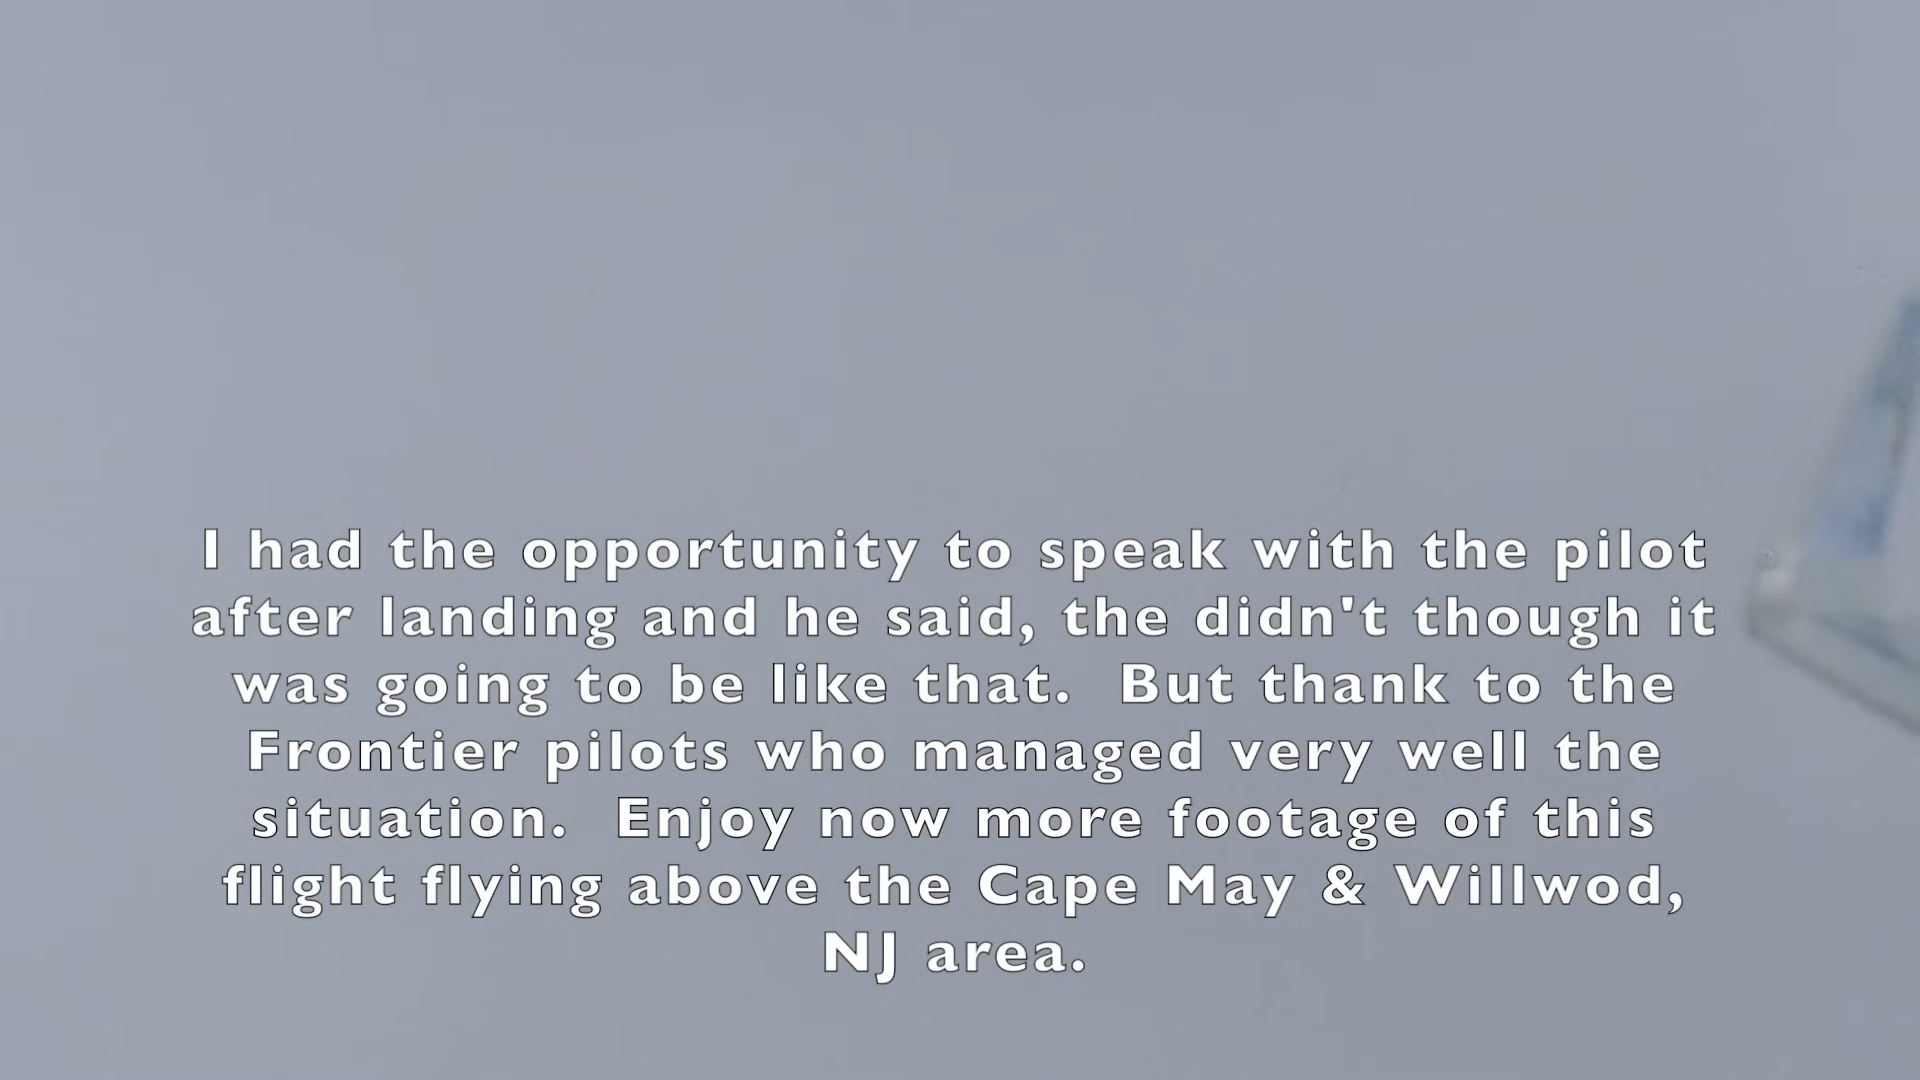 I had the opportunity to speak with the pilot
after landing and he said, the didn't though it
was going to be like that.  But thank to the
Frontier pilots who managed very well the
situation.  Enjoy now more footage of this
flight flying above the Cape May & Willwod,
NJ area.